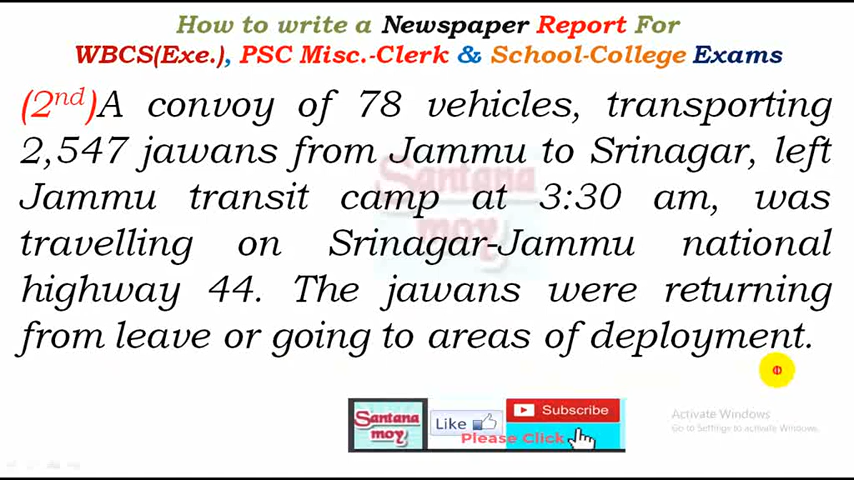 How to write a Newspaper Report For
WBCS(Exe.), PSC Misc.-Clerk & School-College Exams
(2nd)A convoy of 78 vehicles, transporting
2,547 jawans from Jammu to Srinagar, left
Jammu transit camp at 3:30 am, was
travelling on Srinagar-Jammu national
highway 44. The jawans were returning
from leave or going to areas of deployment.
Santana
moy
Santana
moy
Like
Subscribe
Please Click
Activate Windows
Go to Settings to activate Windows.